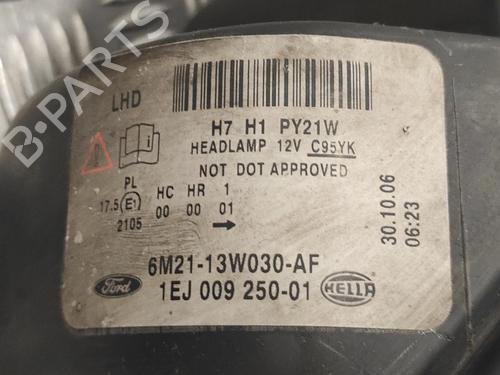 B-PARTS
LHD
H7 H1 PY21W
HEADLAMP 12V C95YK
NOT DOT APPROVED
PL HC HR 1
17.5 E1 00 00 01
2105
30.10.06
06:23
6M21-13W030-AF
Ford 1EJ 009 250-01 HELLA